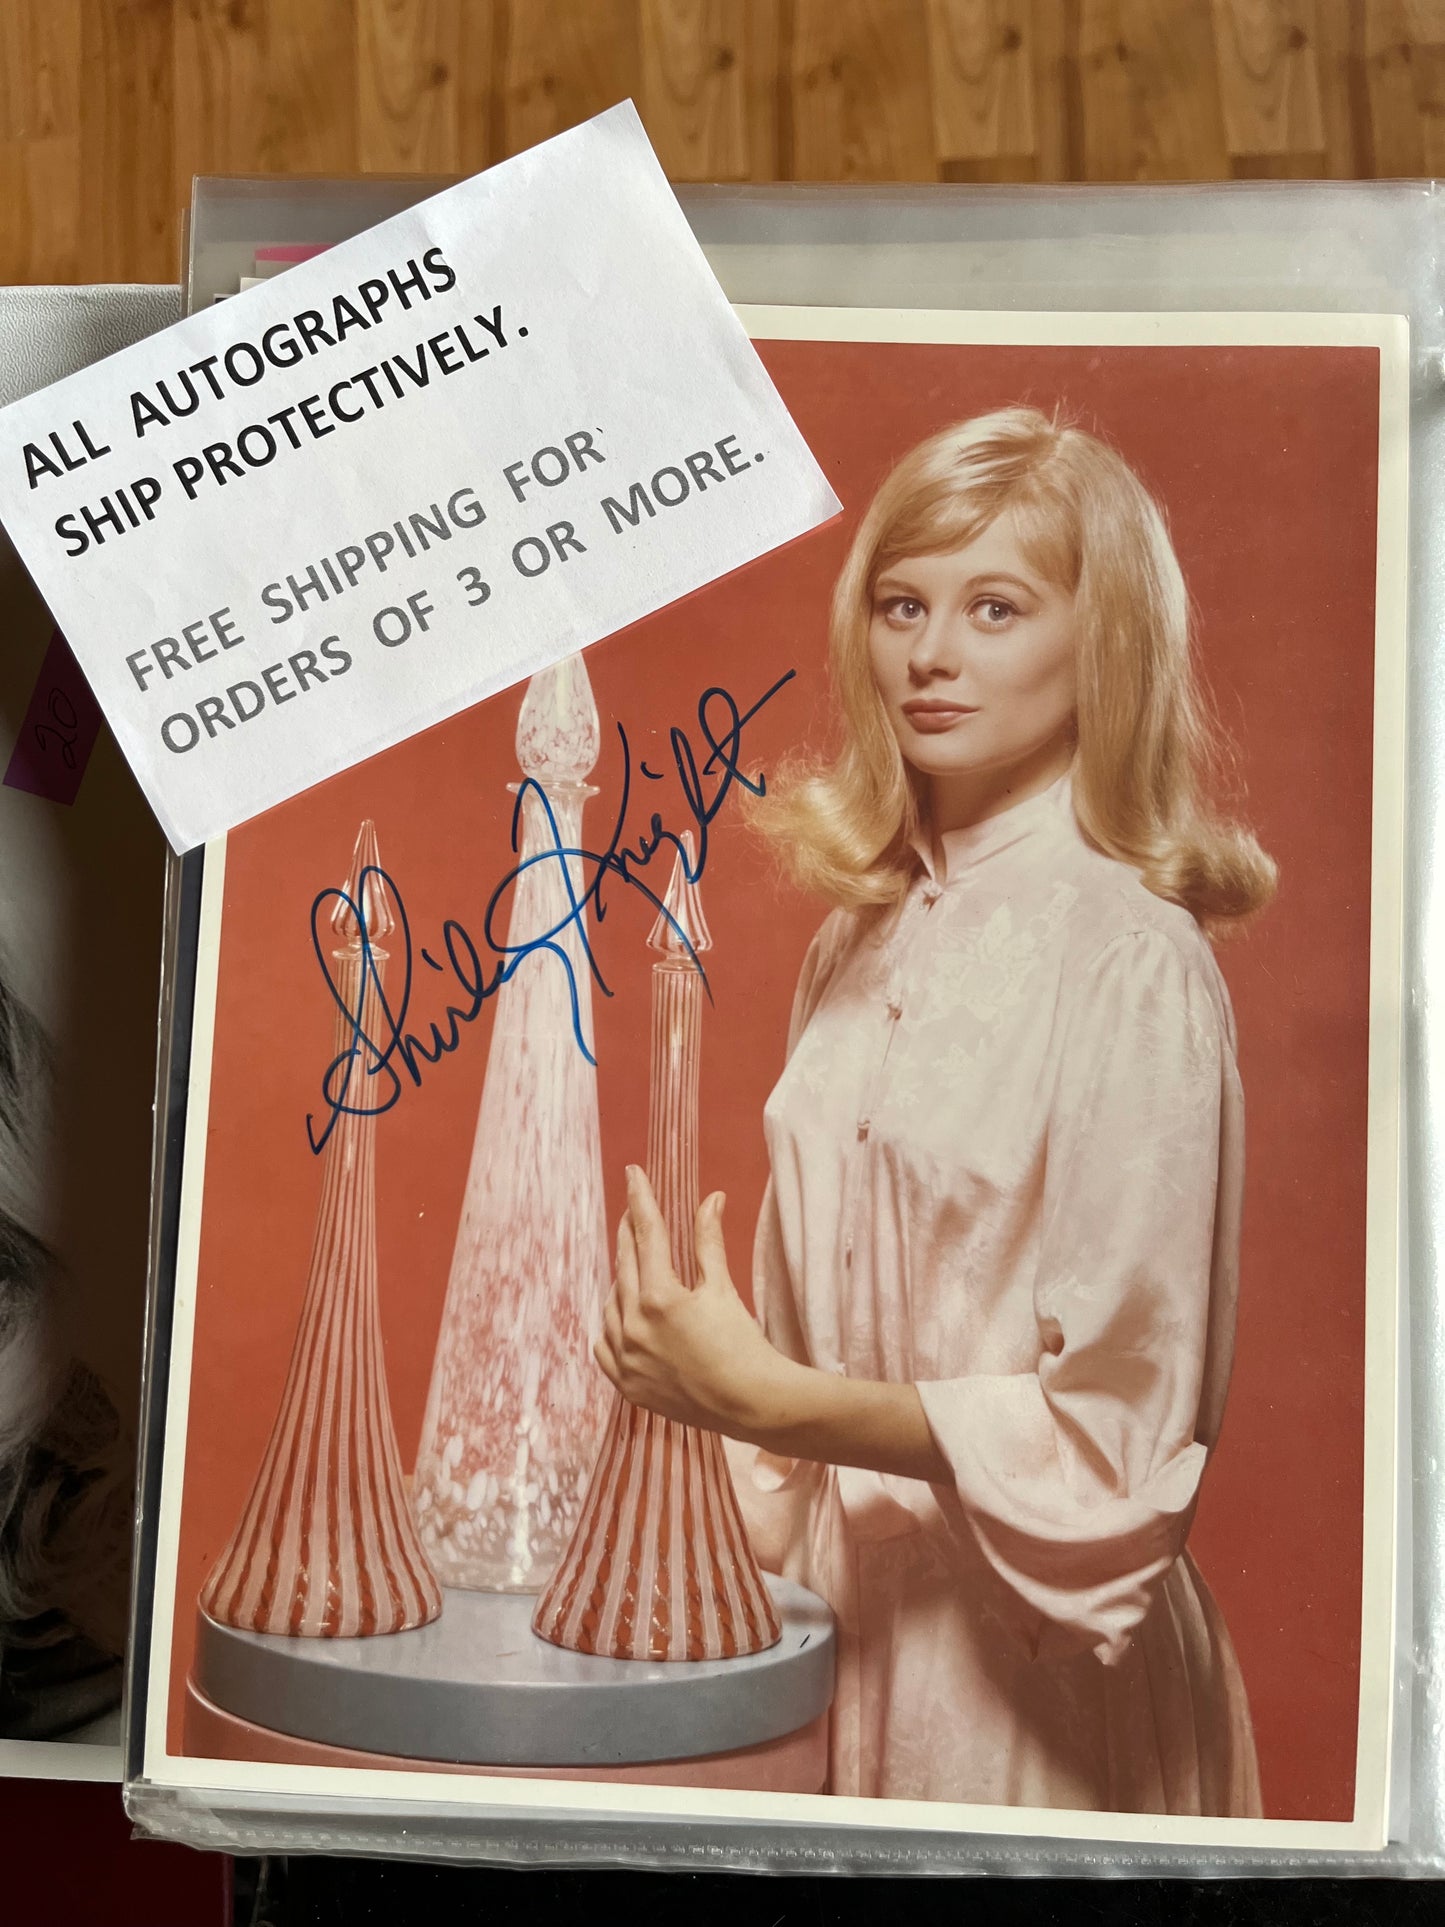 ALL AUTOGRAPHS
SHIP PROTECTIVELY.
FREE SHIPPING FOR
ORDERS OF 3 OR MORE.
20
Shirley Knight